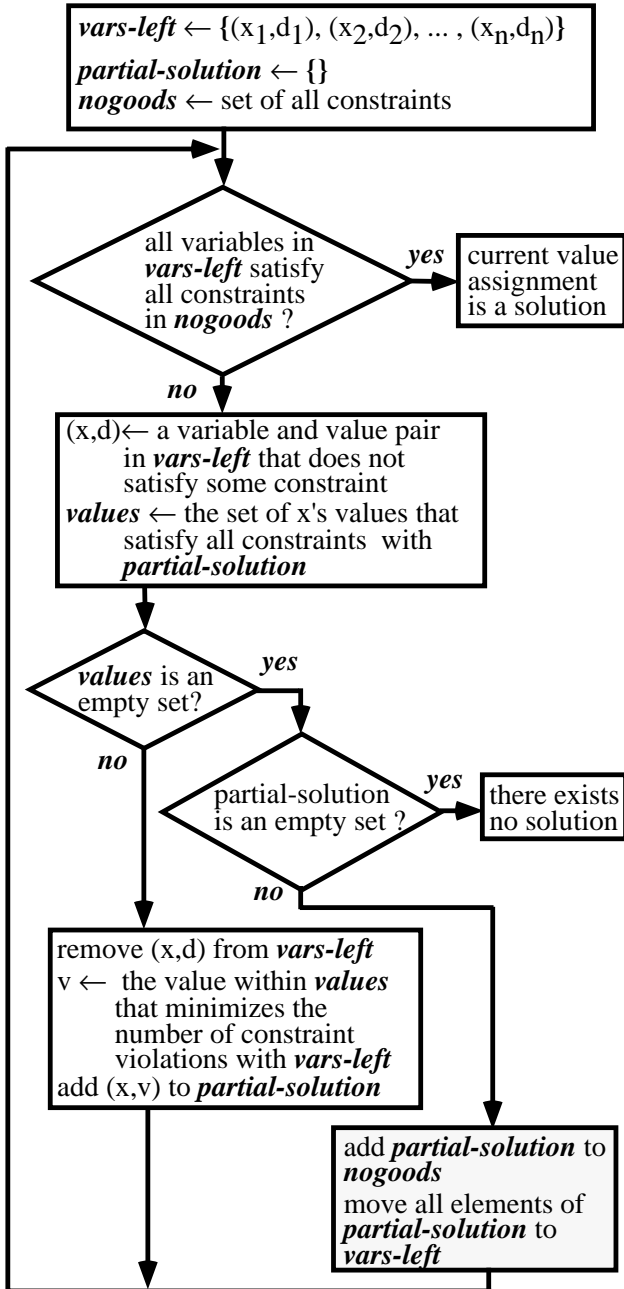 vars-left ← {(x1,d1), (x2,d2), ... , (xn,dn)}
partial-solution ← {}
nogoods ← set of all constraints
all variables in
vars-left satisfy
all constraints
in nogoods ?
yes
current value
assignment
is a solution
no
(x,d)← a variable and value pair
in vars-left that does not
satisfy some constraint
values ← the set of x's values that
satisfy all constraints with
partial-solution
values is an
empty set?
yes
no
partial-solution
is an empty set ?
yes
there exists
no solution
no
remove (x,d) from vars-left
v ← the value within values
that minimizes the
number of constraint
violations with vars-left
add (x,v) to partial-solution
add partial-solution to
nogoods
move all elements of
partial-solution to
vars-left